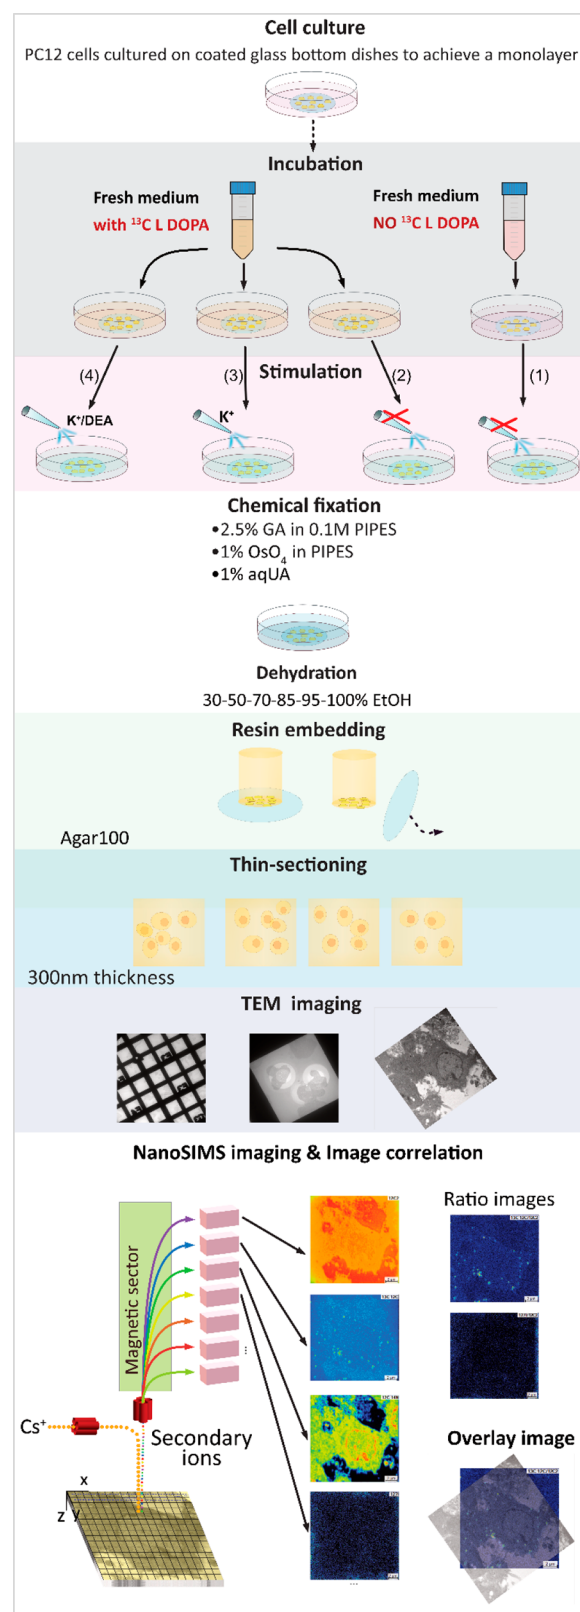 Cell culture
PC12 cells cultured on coated glass bottom dishes to achieve a monolayer
Incubation
Fresh medium
with ¹³C L DOPA
Fresh medium
NO ¹³C L DOPA
(4)
(3)
Stimulation
(2)
(1)
K⁺/DEA
K⁺
Chemical fixation
•2.5% GA in 0.1M PIPES
•1% OsO₄ in PIPES
•1% aqUA
Dehydration
30-50-70-85-95-100% EtOH
Resin embedding
Agar100
Thin-sectioning
300nm thickness
TEM imaging
NanoSIMS imaging & Image correlation
Magnetic sector
...
Ratio images
Cs⁺
Secondary
ions
x
y
z
...
Overlay image